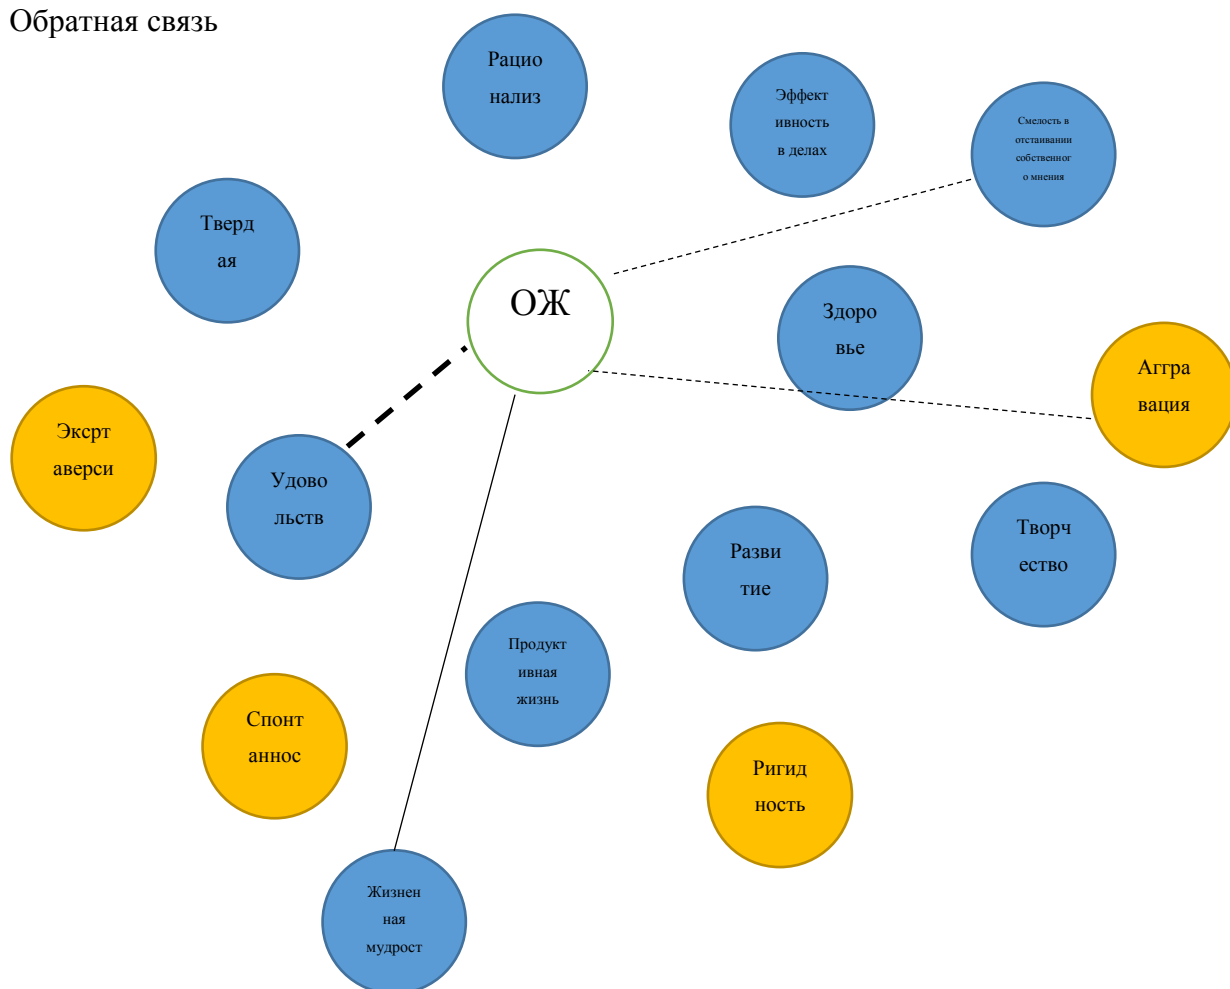 Обратная связь
Рацио
нализ
Эффект
ивность
в делах
Смелость в
отстаивании
собственног
о мнения
Тверд
ая
ОЖ
Здоро
вье
Аггра
вация
Эксрт
аверси
Удово
льств
Творч
ество
Разви
тие
Продукт
ивная
жизнь
Спонт
аннос
Ригид
ность
Жизнен
ная
мудрост